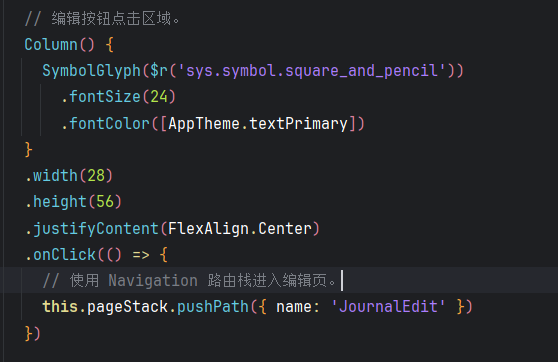 // 编辑按钮点击区域。
Column() {
  SymbolGlyph($r('sys.symbol.square_and_pencil'))
    .fontSize(24)
    .fontColor([AppTheme.textPrimary])
}
.width(28)
.height(56)
.justifyContent(FlexAlign.Center)
.onClick(() => {
  // 使用 Navigation 路由栈进入编辑页。
  this.pageStack.pushPath({ name: 'JournalEdit' })
})